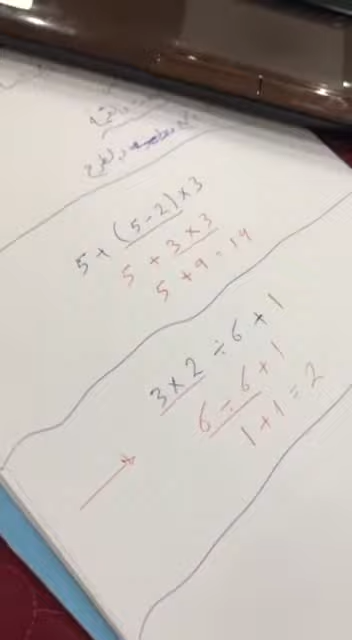 5 + (5 - 2) × 3
5 + 3 × 3
5 + 9 = 14
3 × 2 ÷ 6 + 1
6 ÷ 6 + 1
1 + 1 = 2